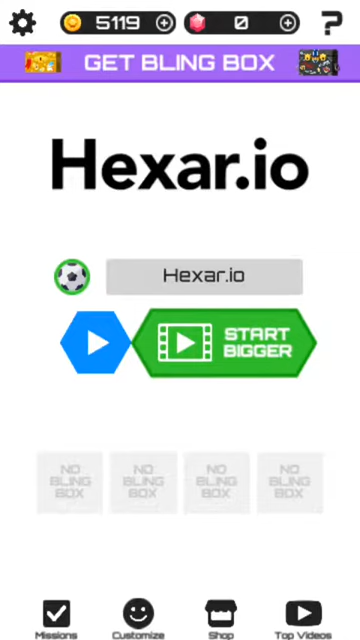 5119
0
?
GET BLING BOX
Hexar.io
Hexar.io
START
BIGGER
NO
BLING
BOX
NO
BLING
BOX
NO
BLING
BOX
NO
BLING
BOX
Missions
Customize
Shop
Top Videos